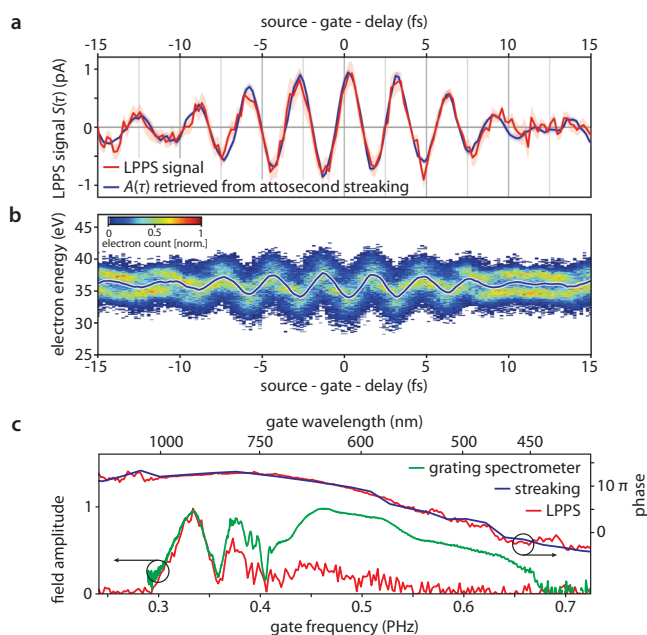 a
source - gate - delay (fs)
-15 -10 -5 0 5 10 15
LPPS signal S(τ) (pA)
1
0
-1
LPPS signal
A(τ) retrieved from attosecond streaking
b
electron energy (eV)
45
40
35
30
25
0 0.5 1
electron count [norm.]
-15 -10 -5 0 5 10 15
source - gate - delay (fs)
c
gate wavelength (nm)
1000 750 600 500 450
grating spectrometer
streaking
LPPS
field amplitude
1
0
10 π
0
phase
0.3 0.4 0.5 0.6 0.7
gate frequency (PHz)